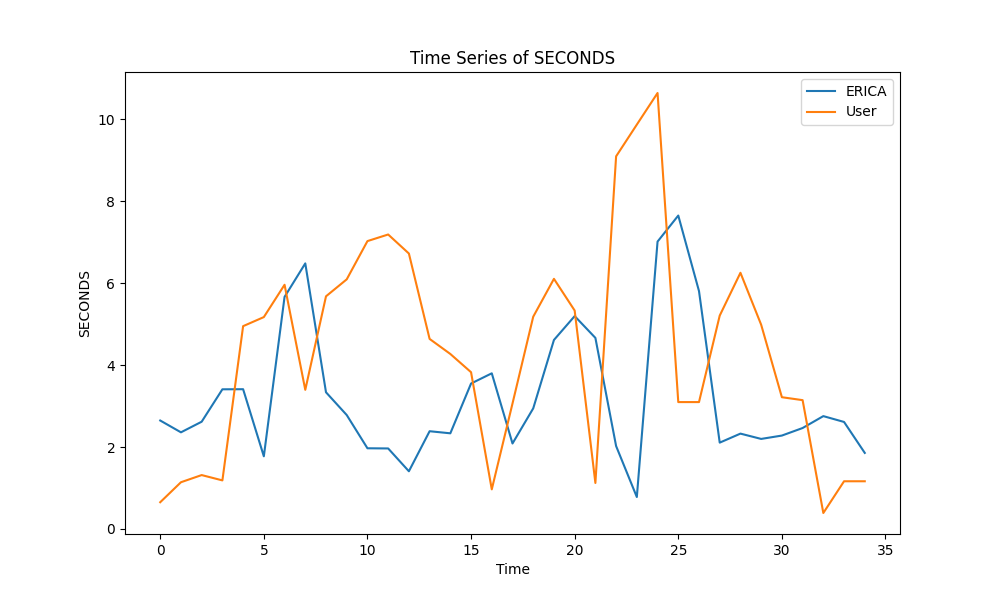 Time Series of SECONDS
ERICA
User
10
8
6
4
2
0
SECONDS
0 5 10 15 20 25 30 35
Time